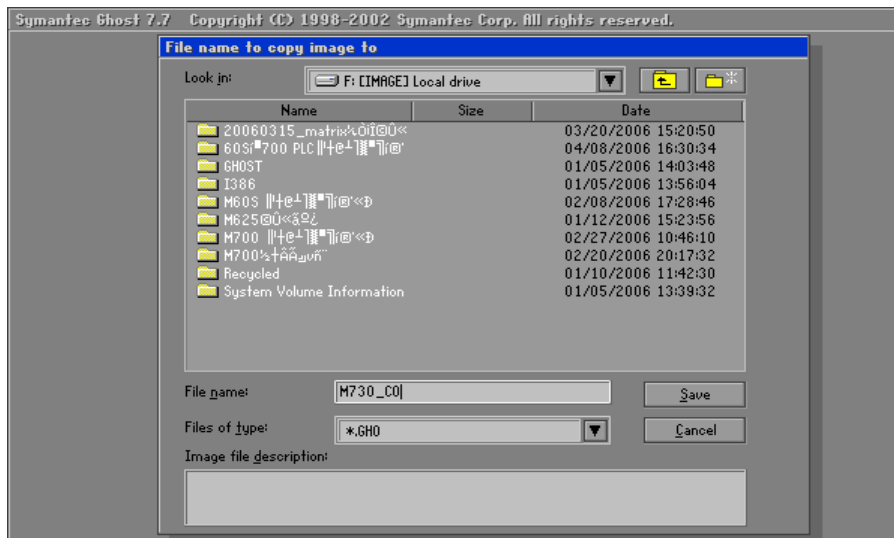 Symantec Ghost 7.7 Copyright (C) 1998-2002 Symantec Corp. All rights reserved.
File name to copy image to
Look in: F: [IMAGE] Local drive
Name Size Date
20060315_matrix 03/20/2006 15:20:50
700 PLC 04/08/2006 16:30:34
GHOST 01/05/2006 14:03:48
I386 01/05/2006 13:56:04
M60S 02/08/2006 17:28:46
01/12/2006 15:23:56
M700 02/27/2006 10:46:10
02/20/2006 20:17:32
Recycled 01/10/2006 11:42:30
System Volume Information 01/05/2006 13:39:32
File name: M730_C0 Save
Files of type: *.GHO Cancel
Image file description: